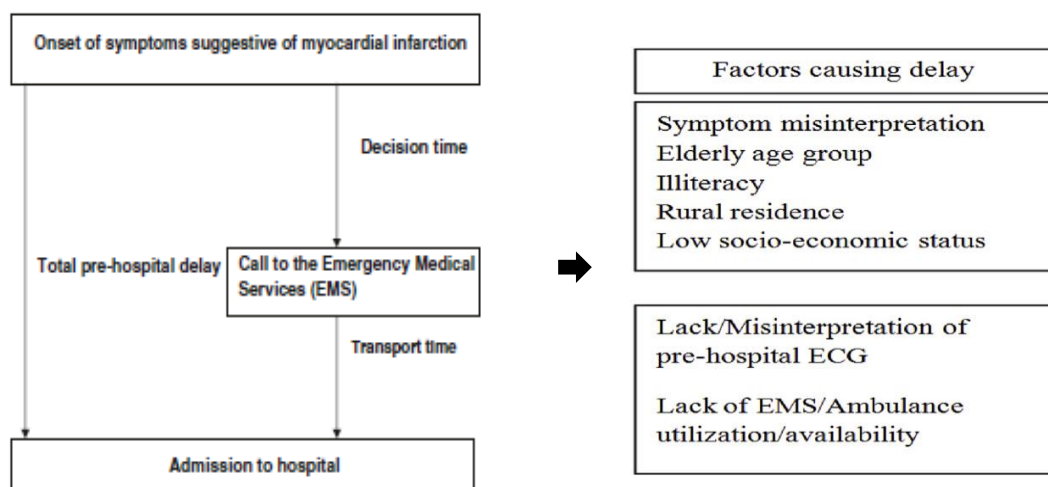 Onset of symptoms suggestive of myocardial infarction
Decision time
Total pre-hospital delay
Call to the Emergency Medical
Services (EMS)
Transport time
Admission to hospital
Factors causing delay
Symptom misinterpretation
Elderly age group
Illiteracy
Rural residence
Low socio-economic status
Lack/Misinterpretation of
pre-hospital ECG
Lack of EMS/Ambulance
utilization/availability